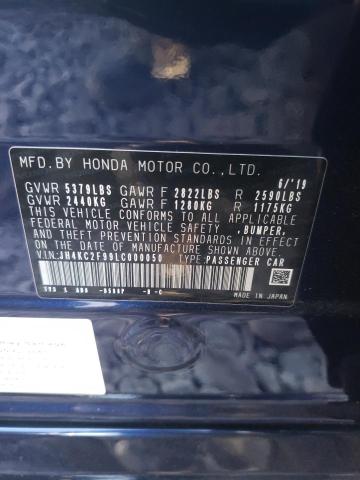 MFD.BY HONDA MOTOR CO.,LTD. 6/'19
GVWR 5379LBS GAWR F 2822LBS R 2590LBS
GVWR 2440KG GAWR F 1280KG R 1175KG
THIS VEHICLE CONFORMS TO ALL APPLICABLE
FEDERAL MOTOR VEHICLE SAFETY ,BUMPER,
AND THEFT PREVENTION STANDARDS IN EFFECT
ON THE DATE OF MANUFACTURE SHOWN ABOVE.
VIN:JH4KC2F90LC000050 TYPE:PASSENGER CAR
MADE IN JAPAN